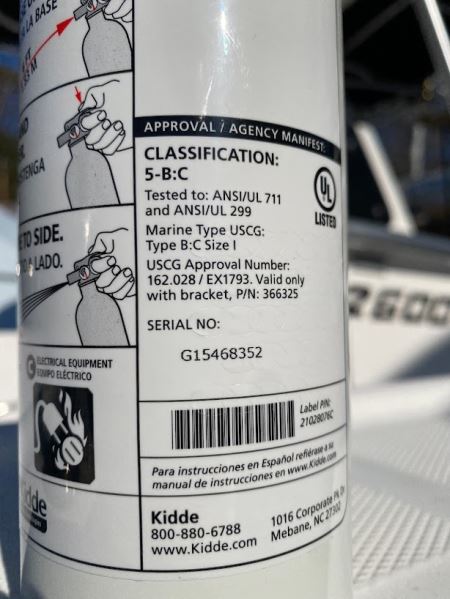 LA BASE
TO SIDE.
A LADO.
C ELECTRICAL EQUIPMENT
EQUIPO ELÉCTRICO
Kidde
APPROVAL / AGENCY MANIFEST:
CLASSIFICATION:
5-B:C
Tested to: ANSI/UL 711
and ANSI/UL 299
UL
LISTED
Marine Type USCG:
Type B:C Size I
USCG Approval Number:
162.028 / EX1793. Valid only
with bracket, P/N: 366325
SERIAL NO:
G15468352
Label P/N:
21028076C
Para instrucciones en Español refiérase a su
manual de instrucciones en www.Kidde.
Kidde
800-880-6788
www.Kidde.com
1016 Corporate Pk Dr
Mebane, NC 27302